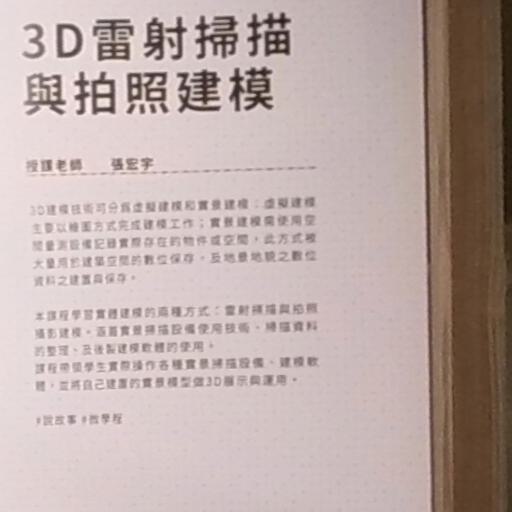 3D雷射掃描
與拍照建模
授課老師 張宏宇
3D建模技術可分為虛擬建模和實景建模：虛擬建模
主要以繪圖方式完成建模工作；實景建模需使用空
間量測設備記錄實際存在的物件或空間，此方式被
大量用於建築空間的數位保存，及地景地貌之數位
資料之建置與保存。
本課程學習實體建模的兩種方式：雷射掃描與拍照
攝影建模。涵蓋實景掃描設備使用技術、掃描資料
的整理、及後製建模軟體的使用。
課程帶領學生實際操作各種實景掃描設備、建模軟
體，並將自己建置的實景模型做3D展示與運用。
#說故事 #微學程